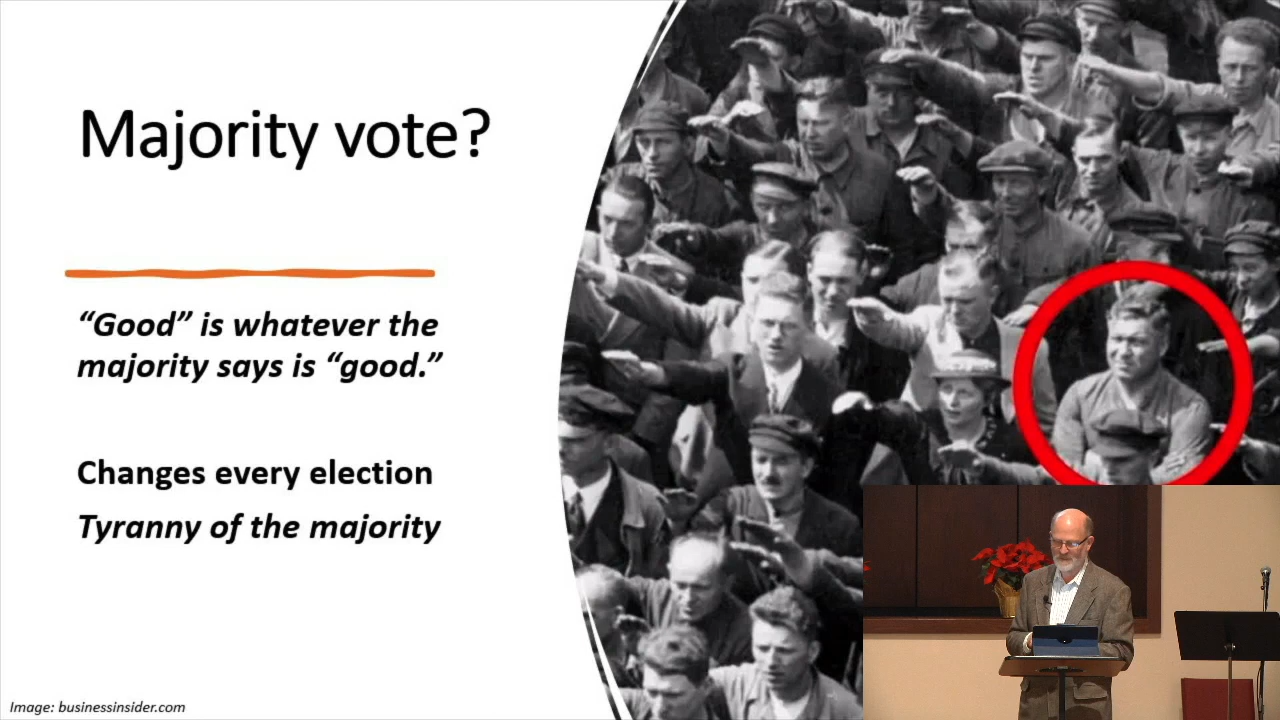 Majority vote?
“Good” is whatever the
majority says is “good.”
Changes every election
Tyranny of the majority
Image: businessinsider.com